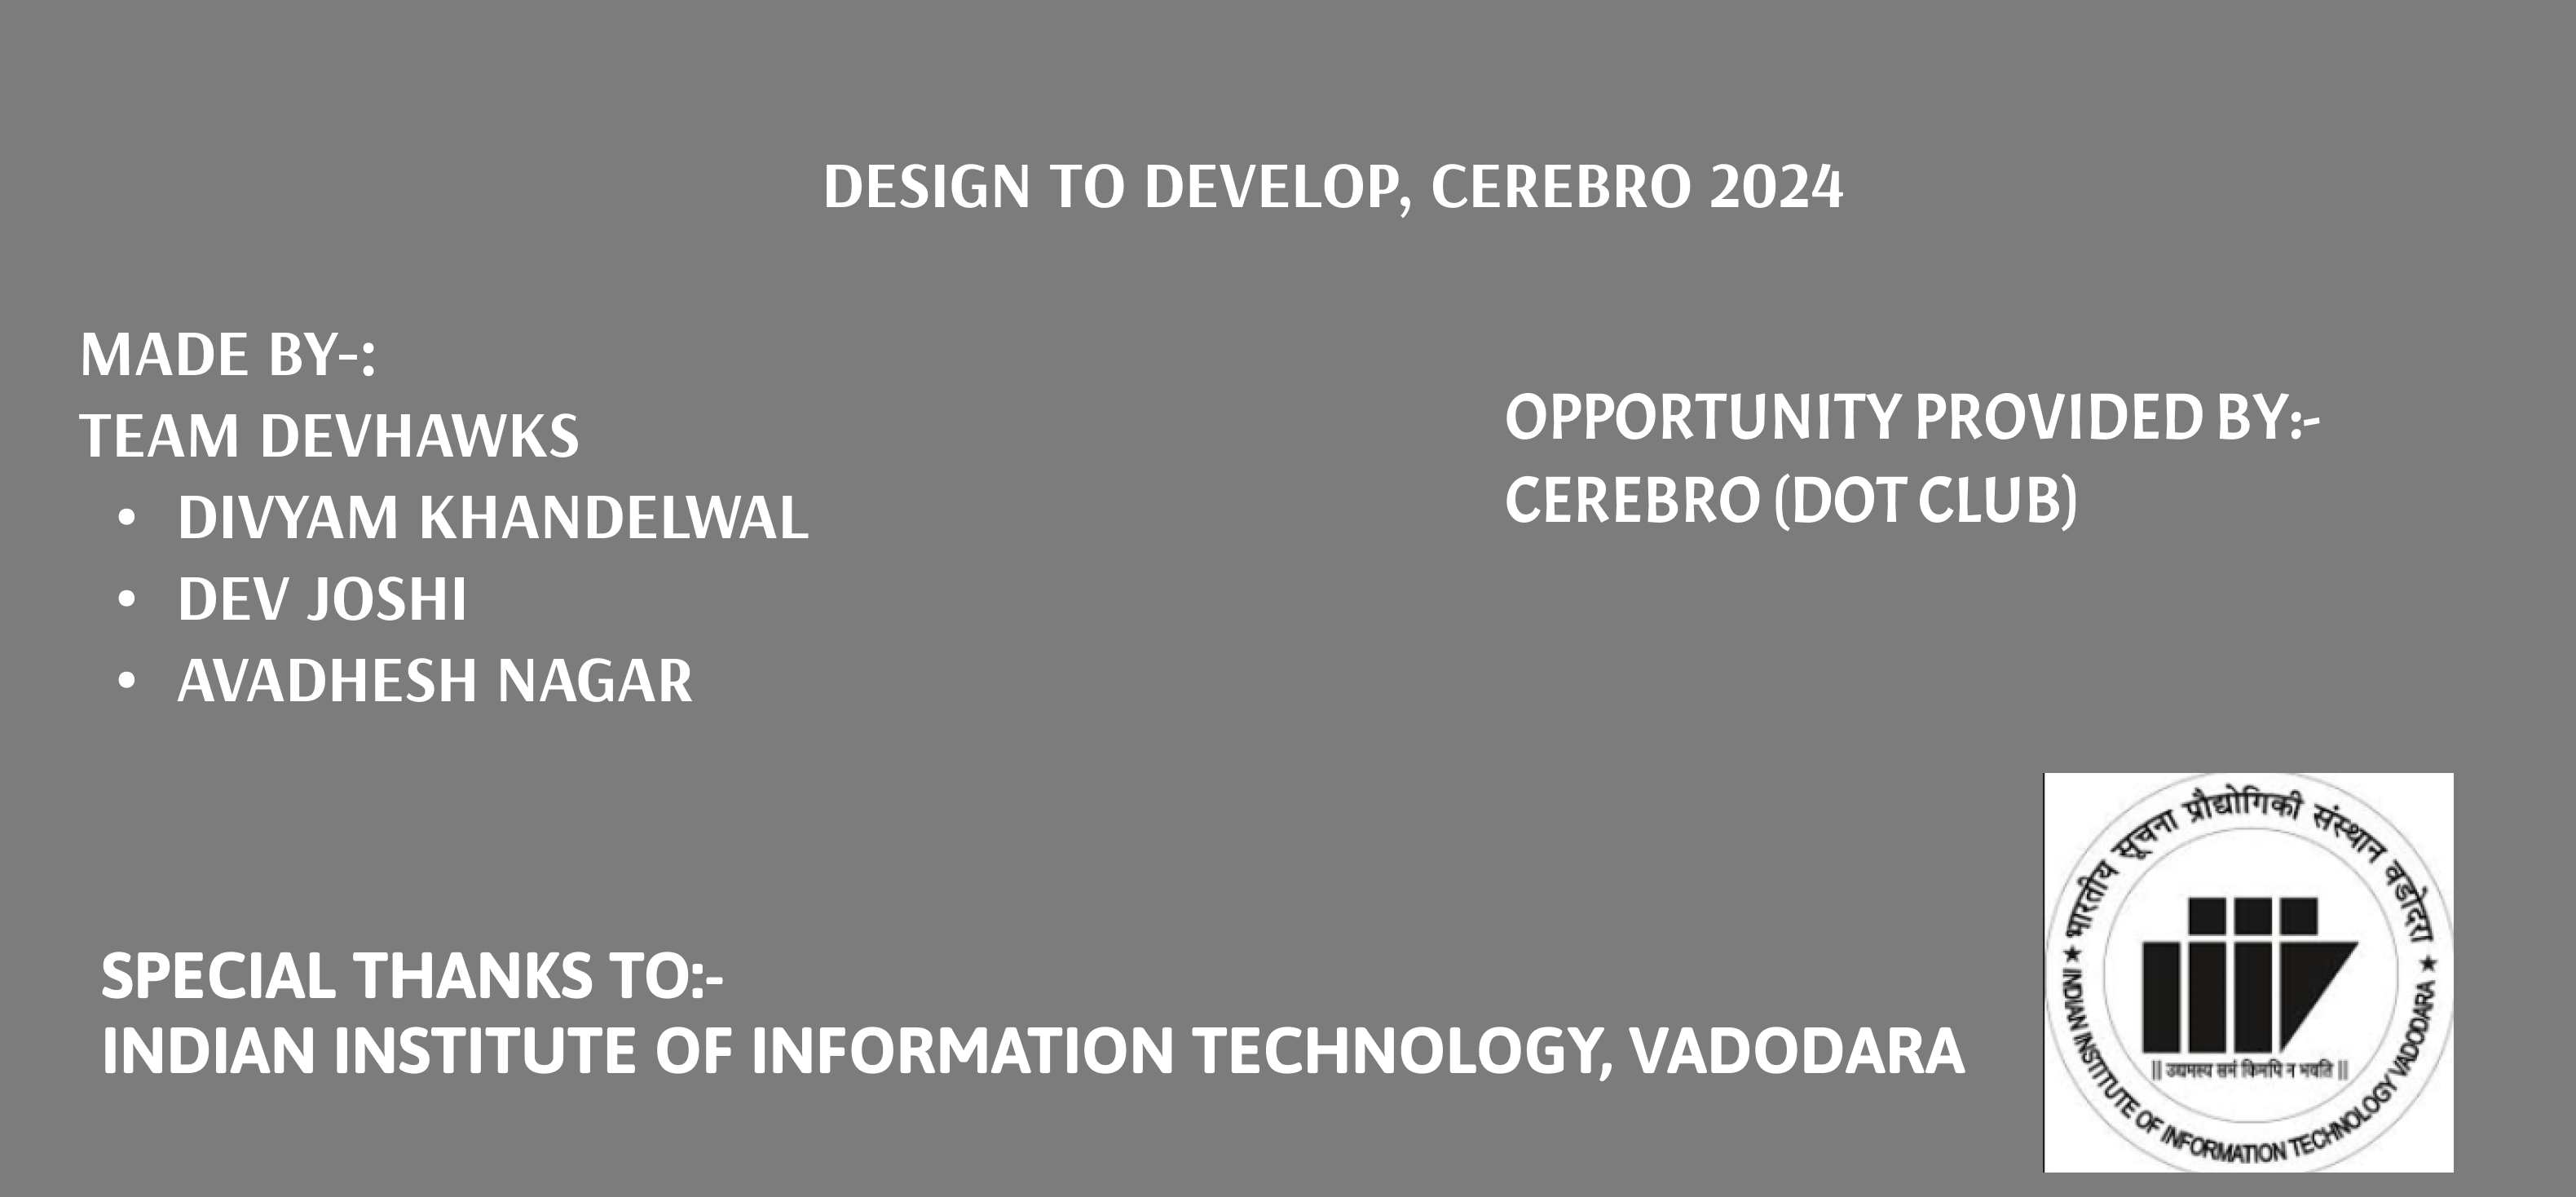 DESIGN TO DEVELOP, CEREBRO 2024
MADE BY-:
TEAM DEVHAWKS
• DIVYAM KHANDELWAL
• DEV JOSHI
• AVADHESH NAGAR
OPPORTUNITY PROVIDED BY:-
CEREBRO (DOT CLUB)
SPECIAL THANKS TO:-
INDIAN INSTITUTE OF INFORMATION TECHNOLOGY, VADODARA
★ भारतीय सूचना प्रौद्योगिकी संस्थान वडोदरा ★
|| उद्यमस्य समं किमपि न भवति ||
INDIAN INSTITUTE OF INFORMATION TECHNOLOGY VADODARA